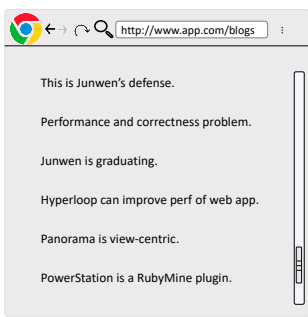 http://www.app.com/blogs
This is Junwen’s defense.
Performance and correctness problem.
Junwen is graduating.
Hyperloop can improve perf of web app.
Panorama is view-centric.
PowerStation is a RubyMine plugin.